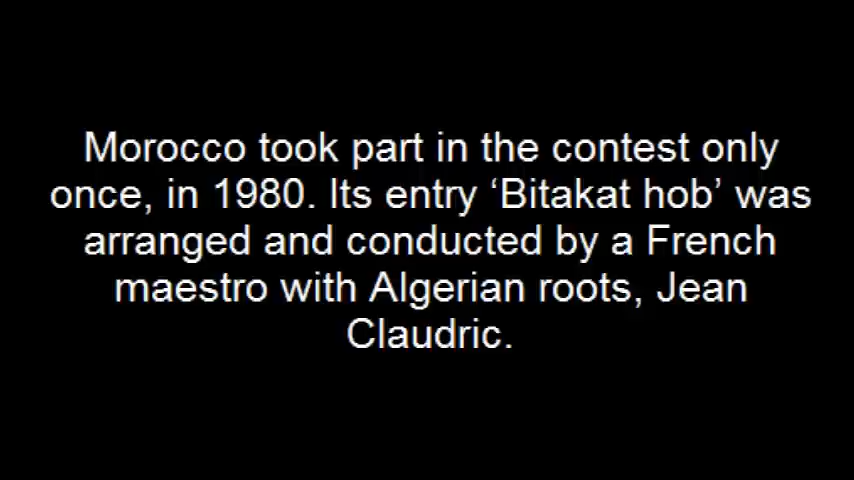 Morocco took part in the contest only
once, in 1980. Its entry ‘Bitakat hob’ was
arranged and conducted by a French
maestro with Algerian roots, Jean
Claudric.